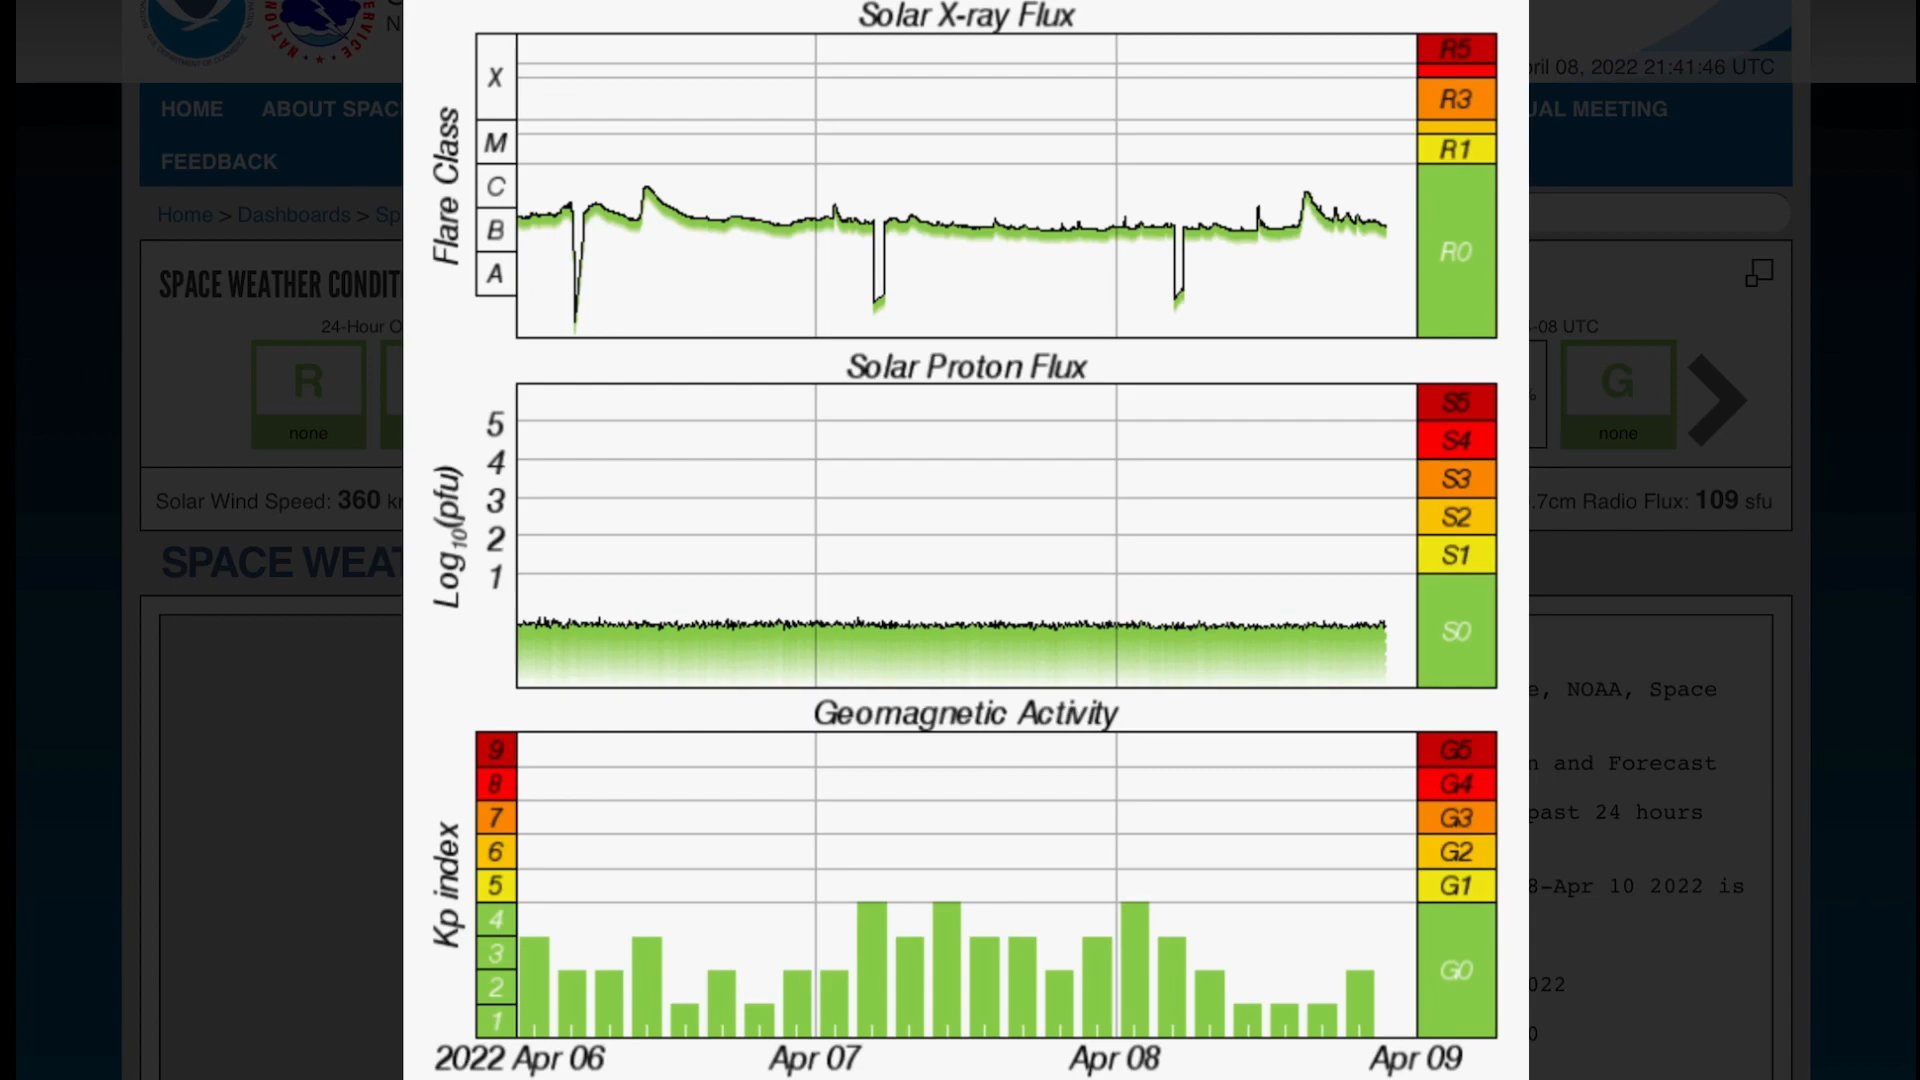 Solar X-ray Flux
Flare Class
X
M
C
B
A
R5
R3
R1
R0
Solar Proton Flux
Log10(pfu)
5
4
3
2
1
S5
S4
S3
S2
S1
S0
Geomagnetic Activity
Kp index
9
8
7
6
5
4
3
2
1
G5
G4
G3
G2
G1
G0
2022 Apr 06
Apr 07
Apr 08
Apr 09
ril 08, 2022 21:41:46 UTC
HOME
ABOUT SPAC
UAL MEETING
FEEDBACK
Home > Dashboards > Sp
SPACE WEATHER CONDIT
24-Hour O
R
none
-08 UTC
G
none
Solar Wind Speed: 360 k
.7cm Radio Flux: 109 sfu
SPACE WEAT
e, NOAA, Space
n and Forecast
past 24 hours
8-Apr 10 2022 is
022
0